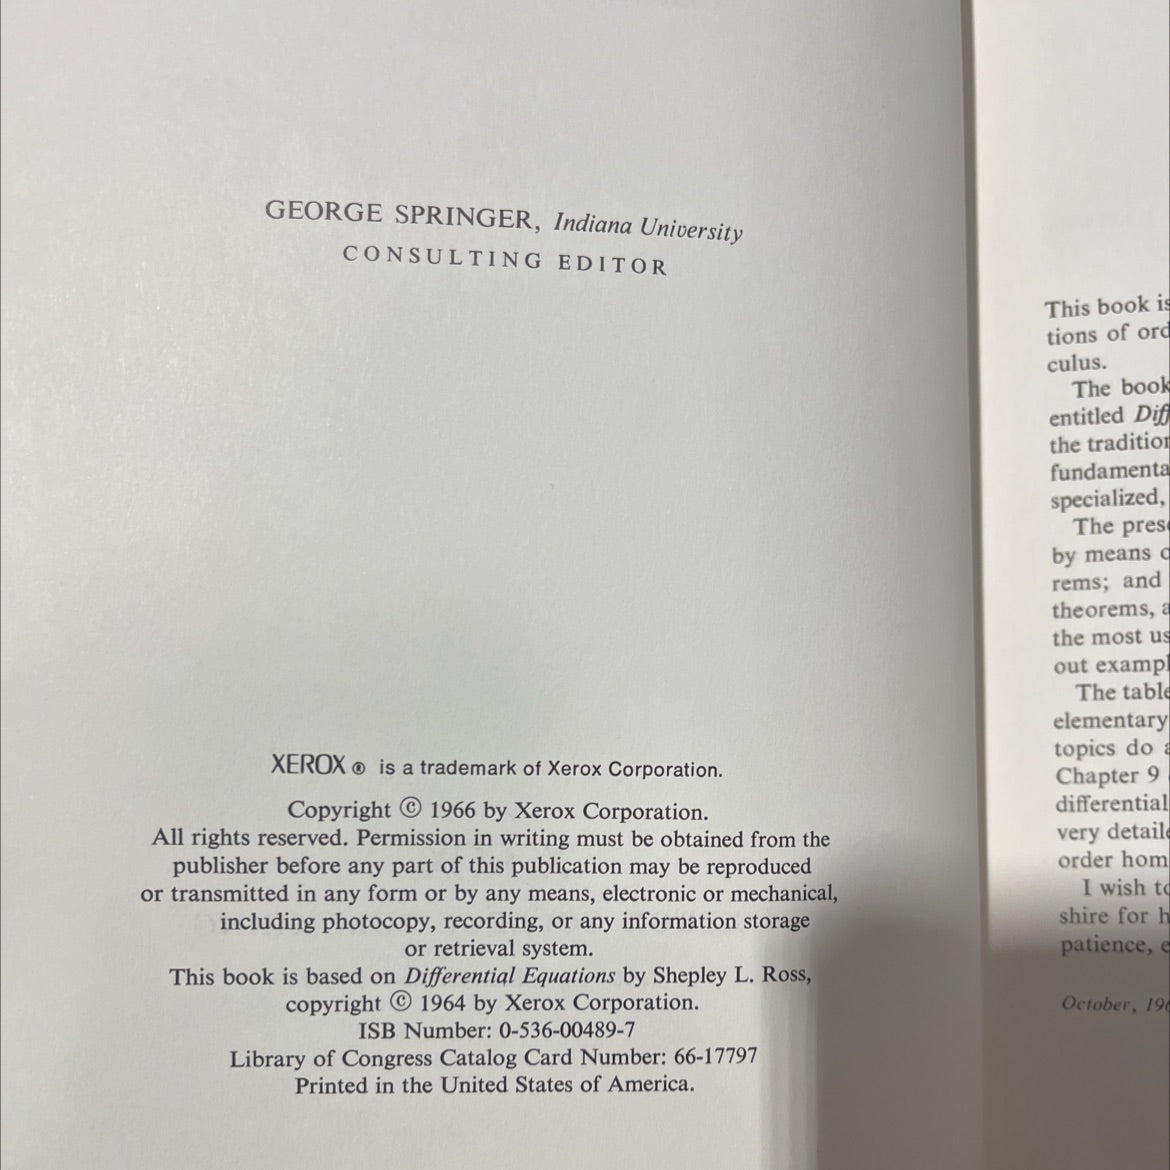 GEORGE SPRINGER, Indiana University
CONSULTING EDITOR
XEROX ® is a trademark of Xerox Corporation.
Copyright © 1966 by Xerox Corporation.
All rights reserved. Permission in writing must be obtained from the
publisher before any part of this publication may be reproduced
or transmitted in any form or by any means, electronic or mechanical,
including photocopy, recording, or any information storage
or retrieval system.
This book is based on Differential Equations by Shepley L. Ross,
copyright © 1964 by Xerox Corporation.
ISB Number: 0-536-00489-7
Library of Congress Catalog Card Number: 66-17797
Printed in the United States of America.
This book is
tions of ord
culus.
The book
entitled Diff
the tradition
fundamenta
specialized,
The prese
by means o
rems; and
theorems, a
the most us
out exampl
The table
elementary
topics do a
Chapter 9
differential
very detaile
order hom
I wish to
shire for h
patience, e
October, 196